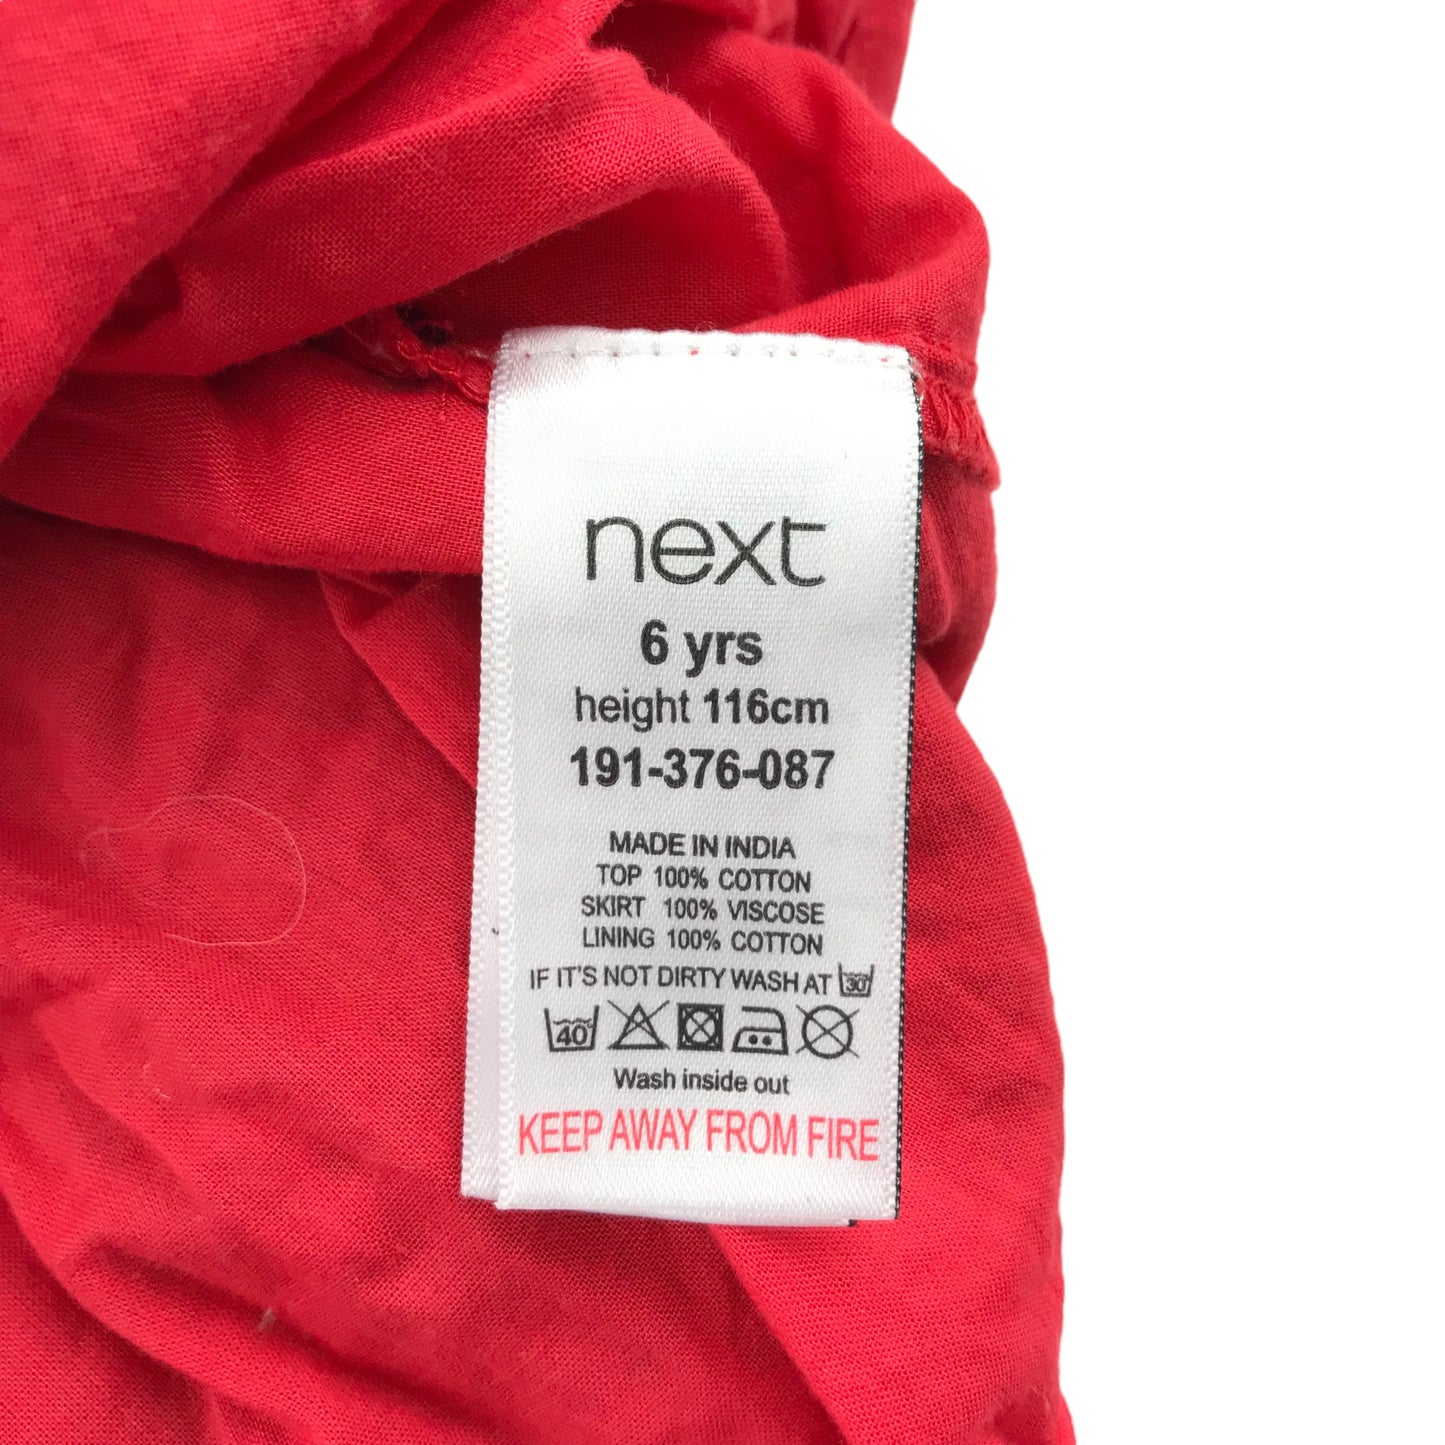 next
6 yrs
height 116cm
191-376-087
MADE IN INDIA
TOP 100% COTTON
SKIRT 100% VISCOSE
LINING 100% COTTON
IF IT'S NOT DIRTY WASH AT 30
40
Wash inside out
KEEP AWAY FROM FIRE